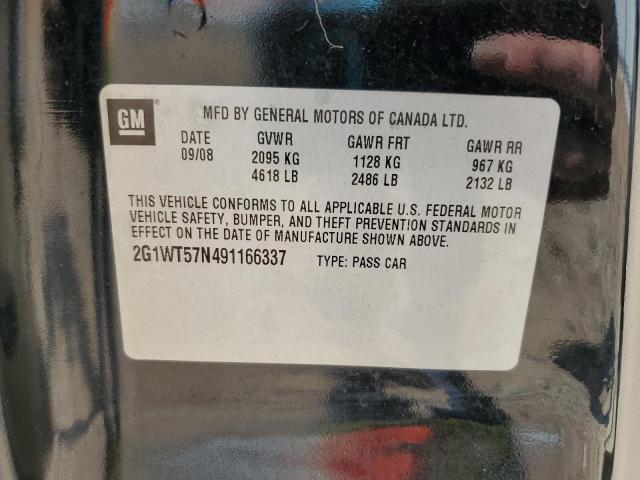 GM
MFD BY GENERAL MOTORS OF CANADA LTD.
DATE GVWR GAWR FRT GAWR RR
09/08 2095 KG 1128 KG 967 KG
4618 LB 2486 LB 2132 LB
THIS VEHICLE CONFORMS TO ALL APPLICABLE U.S. FEDERAL MOTOR
VEHICLE SAFETY, BUMPER, AND THEFT PREVENTION STANDARDS IN
EFFECT ON THE DATE OF MANUFACTURE SHOWN ABOVE.
2G1WT57N491166337 TYPE: PASS CAR